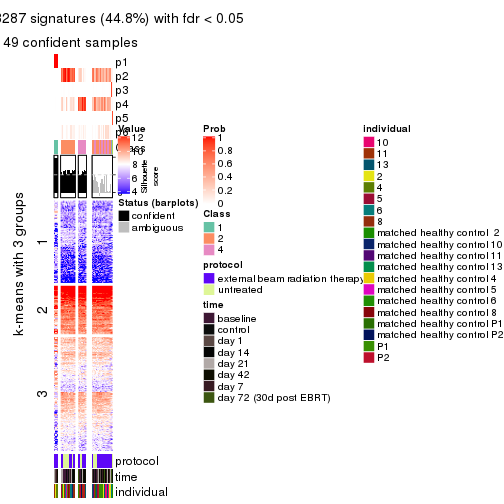 3287 signatures (44.8%) with fdr < 0.05
49 confident samples
p1
p2
p3
p4
p5
p6
Class
Silhouette
score
k-means with 3 groups
1
2
3
protocol
time
individual
Value
12
10
8
6
4
Status (barplots)
confident
ambiguous
Prob
1
0.8
0.6
0.4
0.2
0
Class
1
2
4
protocol
external beam radiation therapy
untreated
time
baseline
control
day 1
day 14
day 21
day 42
day 7
day 72 (30d post EBRT)
individual
10
11
13
2
4
5
6
8
matched healthy control 2
matched healthy control 10
matched healthy control 11
matched healthy control 13
matched healthy control 4
matched healthy control 5
matched healthy control 6
matched healthy control 8
matched healthy control P1
matched healthy control P2
P1
P2